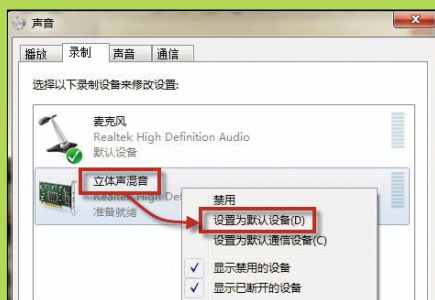 声音
播放 录制 声音 通信
选择以下录制设备来修改设置:
麦克风
Realtek High Definition Audio
默认设备
立体声混音
Realtek High Def
准备就绪
禁用
设置为默认设备(D)
设置为默认通信设备(C)
✓ 显示禁用的设备
✓ 显示已断开的设备